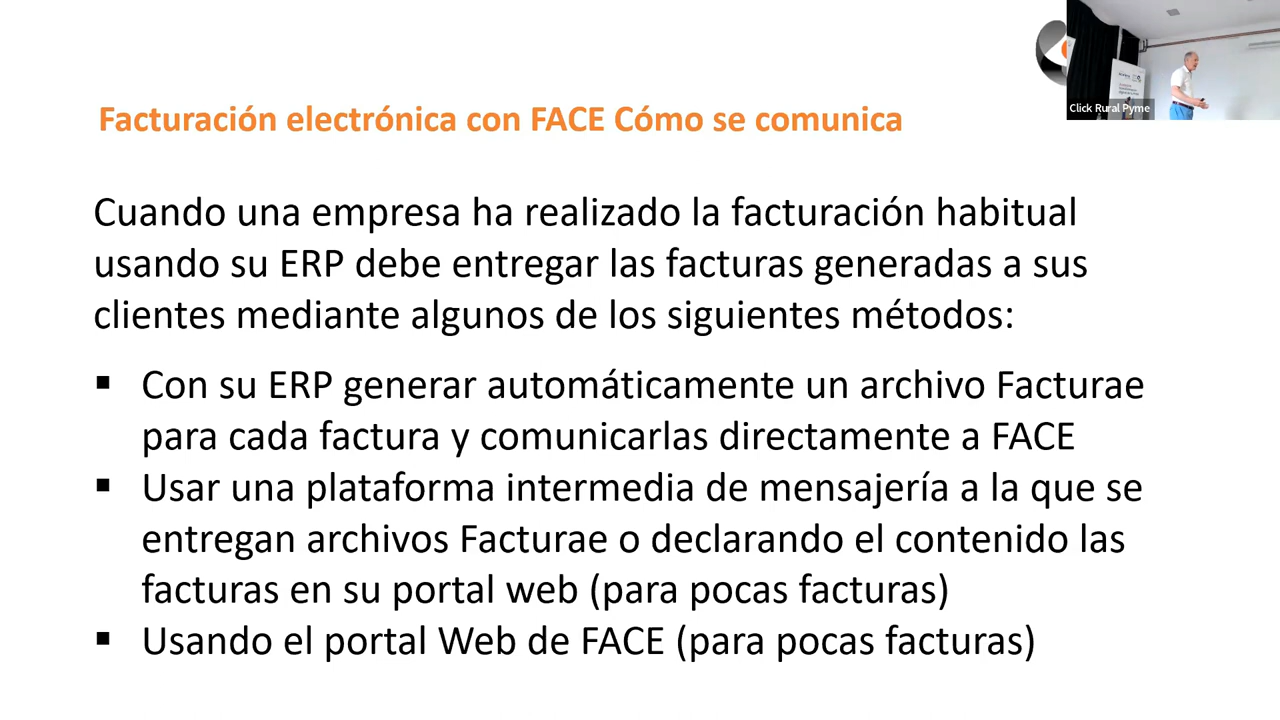 Click Rural Pyme
Facturación electrónica con FACE Cómo se comunica
Cuando una empresa ha realizado la facturación habitual
usando su ERP debe entregar las facturas generadas a sus
clientes mediante algunos de los siguientes métodos:
▪ Con su ERP generar automáticamente un archivo Facturae
para cada factura y comunicarlas directamente a FACE
▪ Usar una plataforma intermedia de mensajería a la que se
entregan archivos Facturae o declarando el contenido las
facturas en su portal web (para pocas facturas)
▪ Usando el portal Web de FACE (para pocas facturas)